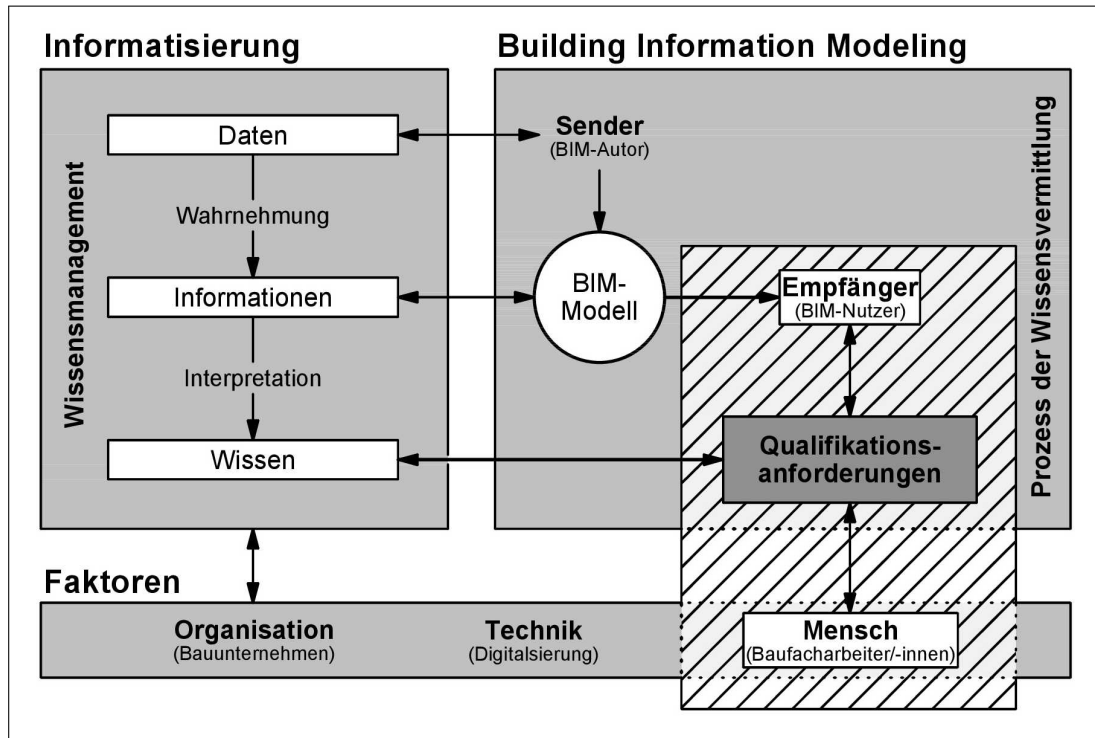 Informatisierung
Wissensmanagement
Daten
Wahrnehmung
Informationen
Interpretation
Wissen
Building Information Modeling
Sender
(BIM-Autor)
BIM-
Modell
Empfänger
(BIM-Nutzer)
Qualifikations-
anforderungen
Prozess der Wissensvermittlung
Faktoren
Organisation
(Bauunternehmen)
Technik
(Digitalsierung)
Mensch
(Baufacharbeiter/-innen)